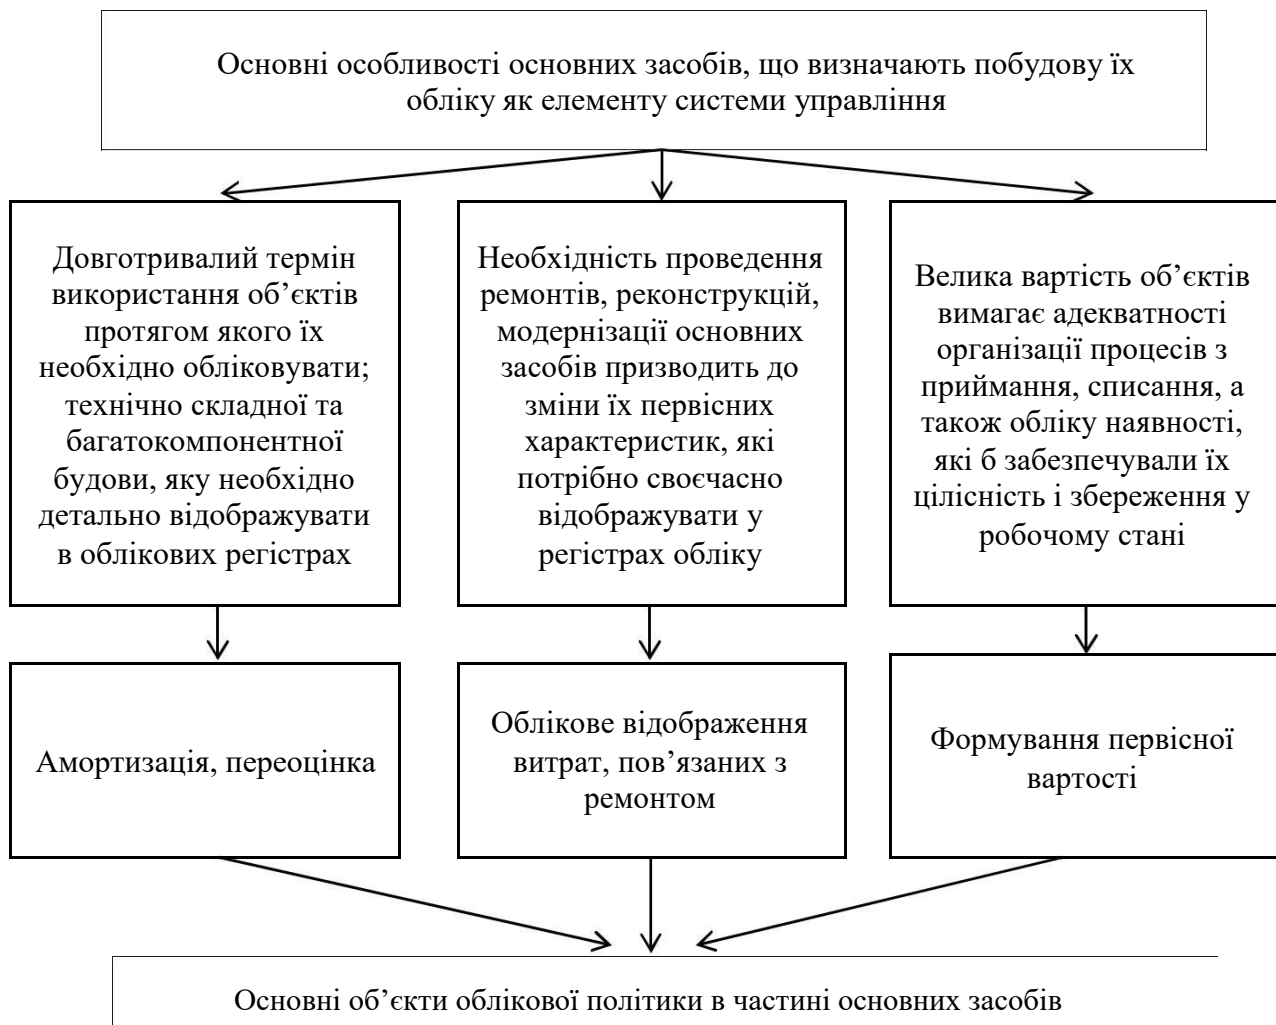 Основні особливості основних засобів, що визначають побудову їх
обліку як елементу системи управління
Довготривалий термін
використання об’єктів
протягом якого їх
необхідно обліковувати;
технічно складної та
багатокомпонентної
будови, яку необхідно
детально відображувати
в облікових регістрах
Необхідність проведення
ремонтів, реконструкцій,
модернізації основних
засобів призводить до
зміни їх первісних
характеристик, які
потрібно своєчасно
відображувати у
регістрах обліку
Велика вартість об’єктів
вимагає адекватності
організації процесів з
приймання, списання, а
також обліку наявності,
які б забезпечували їх
цілісність і збереження у
робочому стані
Амортизація, переоцінка
Облікове відображення
витрат, пов’язаних з
ремонтом
Формування первісної
вартості
Основні об’єкти облікової політики в частині основних засобів